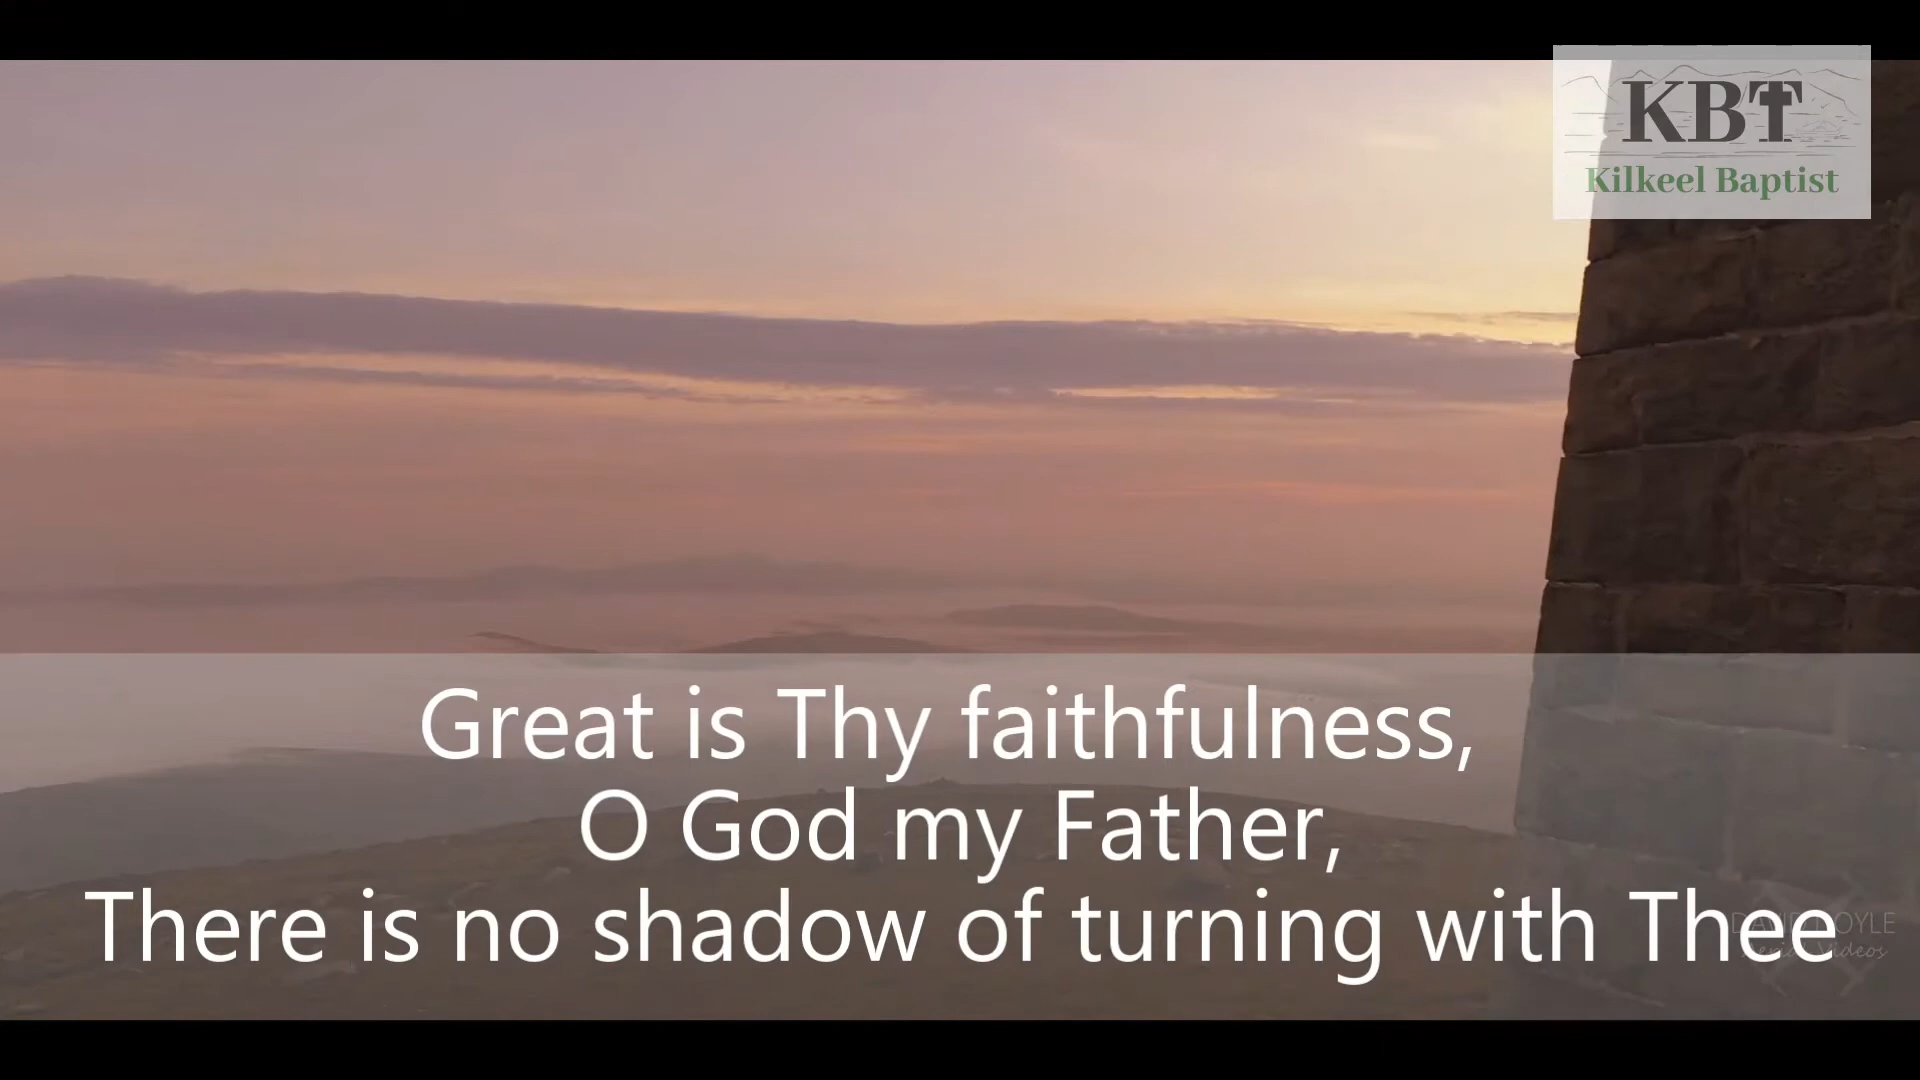 KBT
Kilkeel Baptist
Great is Thy faithfulness,
O God my Father,
There is no shadow of turning with Thee